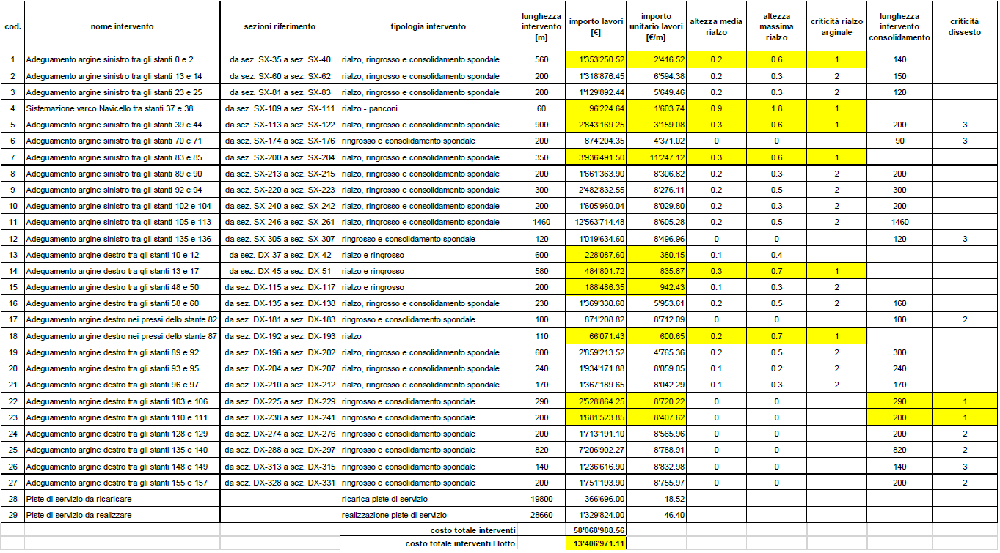 cod. nome intervento sezioni riferimento tipologia intervento lunghezza intervento [m] importo lavori [€] importo unitario lavori [€/m] altezza media rialzo altezza massima rialzo criticità rialzo arginale lunghezza intervento consolidamento criticità dissesto
1 Adeguamento argine sinistro tra gli stanti 0 e 2 da sez. SX-35 a sez. SX-40 rialzo, ringrosso e consolidamento spondale 560 1'353'250.52 2'416.52 0.2 0.6 1 140
2 Adeguamento argine sinistro tra gli stanti 13 e 14 da sez. SX-60 a sez. SX-62 rialzo, ringrosso e consolidamento spondale 200 1'318'876.45 6'594.38 0.2 0.3 2 150
3 Adeguamento argine sinistro tra gli stanti 23 e 25 da sez. SX-81 a sez. SX-83 rialzo, ringrosso e consolidamento spondale 200 1'129'892.44 5'649.46 0.2 0.3 2 120
4 Sistemazione varco Navicello tra stanti 37 e 38 da sez. SX-109 a sez. SX-111 rialzo - panconi 60 96'224.64 1'603.74 0.9 1.8 1
5 Adeguamento argine sinistro tra gli stanti 39 e 44 da sez. SX-113 a sez. SX-122 rialzo, ringrosso e consolidamento spondale 900 2'843'169.25 3'159.08 0.3 0.6 1 200 3
6 Adeguamento argine sinistro tra gli stanti 70 e 71 da sez. SX-174 a sez. SX-176 ringrosso e consolidamento spondale 200 874'204.35 4'371.02 0 0 90 3
7 Adeguamento argine sinistro tra gli stanti 83 e 85 da sez. SX-200 a sez. SX-204 rialzo, ringrosso e consolidamento spondale 350 3'936'491.50 11'247.12 0.3 0.6 1
8 Adeguamento argine sinistro tra gli stanti 89 e 90 da sez. SX-213 a sez. SX-215 rialzo, ringrosso e consolidamento spondale 200 1'661'363.90 8'306.82 0.2 0.3 2 200
9 Adeguamento argine sinistro tra gli stanti 92 e 94 da sez. SX-220 a sez. SX-223 rialzo, ringrosso e consolidamento spondale 300 2'482'832.55 8'276.11 0.2 0.5 2 300
10 Adeguamento argine sinistro tra gli stanti 102 e 104 da sez. SX-240 a sez. SX-242 rialzo, ringrosso e consolidamento spondale 200 1'605'960.04 8'029.80 0.2 0.3 2 200
11 Adeguamento argine sinistro tra gli stanti 105 e 113 da sez. SX-246 a sez. SX-261 rialzo, ringrosso e consolidamento spondale 1460 12'563'714.48 8'605.28 0.2 0.5 2 1460
12 Adeguamento argine sinistro tra gli stanti 135 e 136 da sez. SX-305 a sez. SX-307 ringrosso e consolidamento spondale 120 1'019'634.60 8'496.96 0 0 120 3
13 Adeguamento argine destro tra gli stanti 10 e 12 da sez. DX-37 a sez. DX-42 rialzo e ringrosso 600 228'087.60 380.15 0.1 0.4
14 Adeguamento argine destro tra gli stanti 13 e 17 da sez. DX-45 a sez. DX-51 rialzo e ringrosso 580 484'801.72 835.87 0.3 0.7 1
15 Adeguamento argine destro tra gli stanti 48 e 50 da sez. DX-115 a sez. DX-117 rialzo e ringrosso 200 188'486.35 942.43 0.1 0.3 2
16 Adeguamento argine destro tra gli stanti 58 e 60 da sez. DX-135 a sez. DX-138 rialzo, ringrosso e consolidamento spondale 230 1'369'330.60 5'953.61 0.2 0.5 2 160
17 Adeguamento argine destro nei pressi dello stante 82 da sez. DX-181 a sez. DX-183 ringrosso e consolidamento spondale 100 871'208.82 8'712.09 0 0 100 2
18 Adeguamento argine destro nei pressi dello stante 87 da sez. DX-192 a sez. DX-193 rialzo 110 66'071.43 600.65 0.2 0.7 1
19 Adeguamento argine destro tra gli stanti 89 e 92 da sez. DX-196 a sez. DX-202 rialzo, ringrosso e consolidamento spondale 600 2'859'213.52 4'765.36 0.2 0.5 2 300
20 Adeguamento argine destro tra gli stanti 93 e 95 da sez. DX-204 a sez. DX-207 rialzo, ringrosso e consolidamento spondale 240 1'934'171.88 8'059.05 0.1 0.2 2 240
21 Adeguamento argine destro tra gli stanti 96 e 97 da sez. DX-210 a sez. DX-212 rialzo, ringrosso e consolidamento spondale 170 1'367'189.65 8'042.29 0.1 0.3 2 170
22 Adeguamento argine destro tra gli stanti 103 e 106 da sez. DX-225 a sez. DX-229 ringrosso e consolidamento spondale 290 2'528'864.25 8'720.22 0 0 290 1
23 Adeguamento argine destro tra gli stanti 110 e 111 da sez. DX-238 a sez. DX-241 ringrosso e consolidamento spondale 200 1'681'523.85 8'407.62 0 0 200 1
24 Adeguamento argine destro tra gli stanti 128 e 129 da sez. DX-274 a sez. DX-276 ringrosso e consolidamento spondale 200 1'713'191.10 8'565.96 0 0 200 2
25 Adeguamento argine destro tra gli stanti 135 e 140 da sez. DX-288 a sez. DX-297 ringrosso e consolidamento spondale 820 7'206'902.27 8'788.91 0 0 820 2
26 Adeguamento argine destro tra gli stanti 148 e 149 da sez. DX-313 a sez. DX-315 ringrosso e consolidamento spondale 140 1'236'616.90 8'832.98 0 0 140 3
27 Adeguamento argine destro tra gli stanti 155 e 157 da sez. DX-328 a sez. DX-331 ringrosso e consolidamento spondale 200 1'751'193.90 8'755.97 0 0 200 2
28 Piste di servizio da ricaricare ricarica piste di servizio 19800 366'696.00 18.52
29 Piste di servizio da realizzare realizzazione piste di servizio 28660 1'329'824.00 46.40
costo totale interventi 58'068'988.56
costo totale interventi I lotto 13'406'971.11